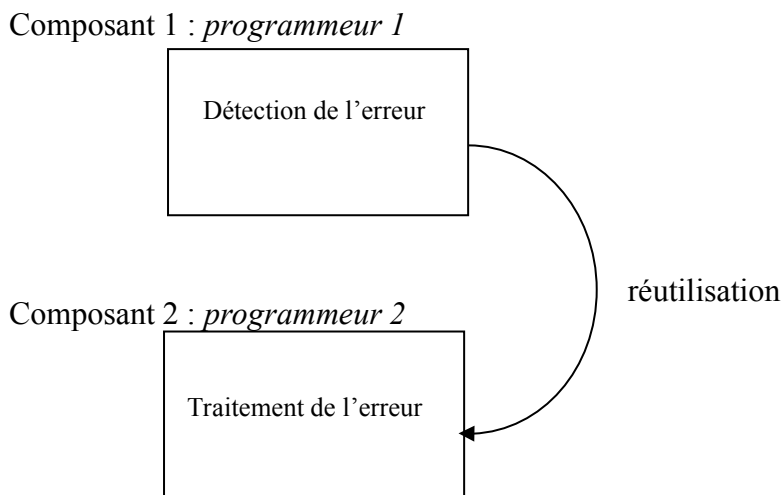 Composant 1 : programmeur 1
Détection de l'erreur
réutilisation
Composant 2 : programmeur 2
Traitement de l'erreur